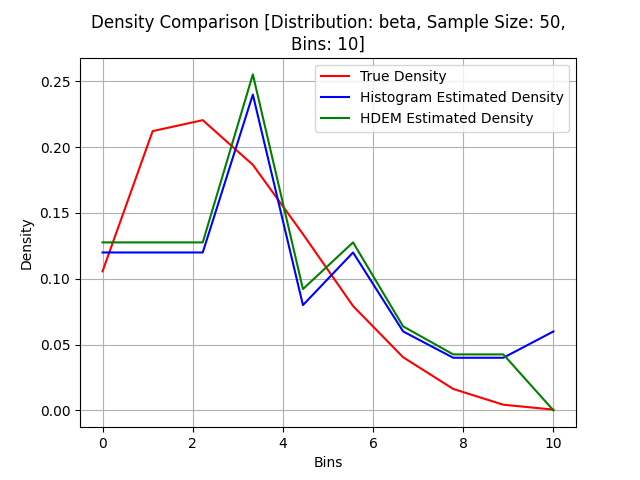 Density Comparison [Distribution: beta, Sample Size: 50,
Bins: 10]
True Density
Histogram Estimated Density
HDEM Estimated Density
Density
0.25
0.20
0.15
0.10
0.05
0.00
0 2 4 6 8 10
Bins